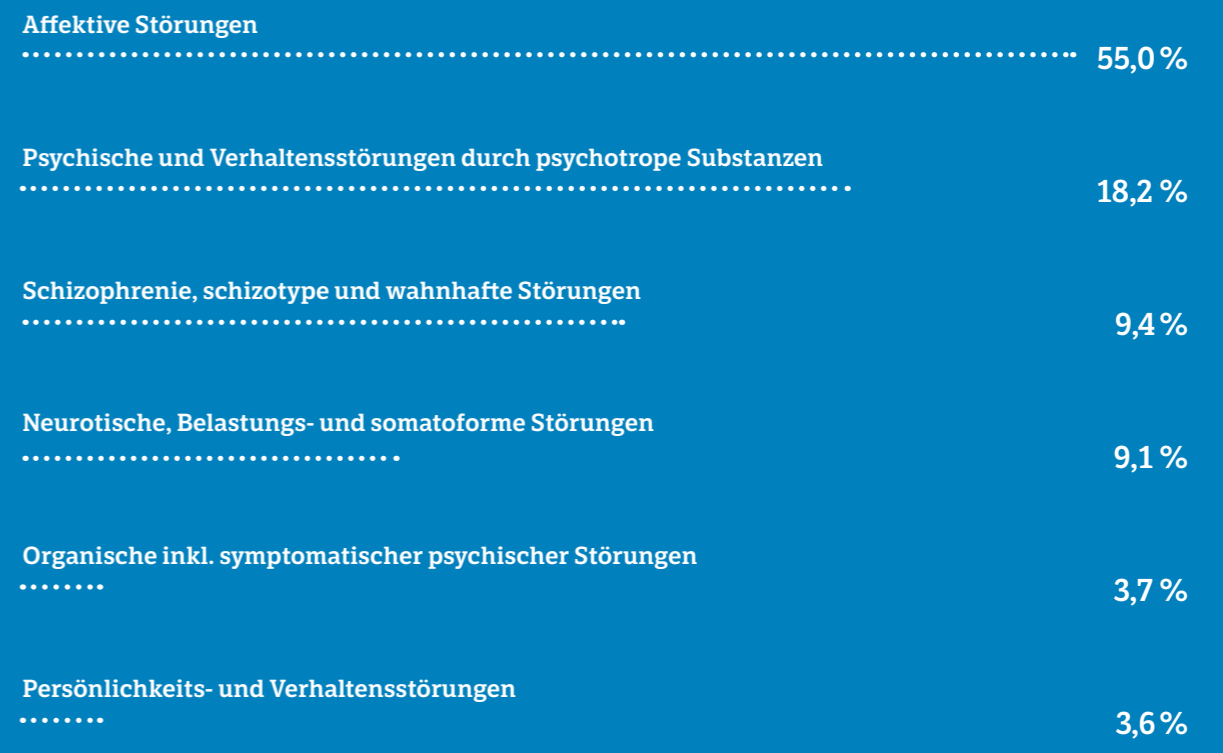 Affektive Störungen
55,0 %
Psychische und Verhaltensstörungen durch psychotrope Substanzen
18,2 %
Schizophrenie, schizotype und wahnhafte Störungen
9,4 %
Neurotische, Belastungs- und somatoforme Störungen
9,1 %
Organische inkl. symptomatischer psychischer Störungen
3,7 %
Persönlichkeits- und Verhaltensstörungen
3,6 %